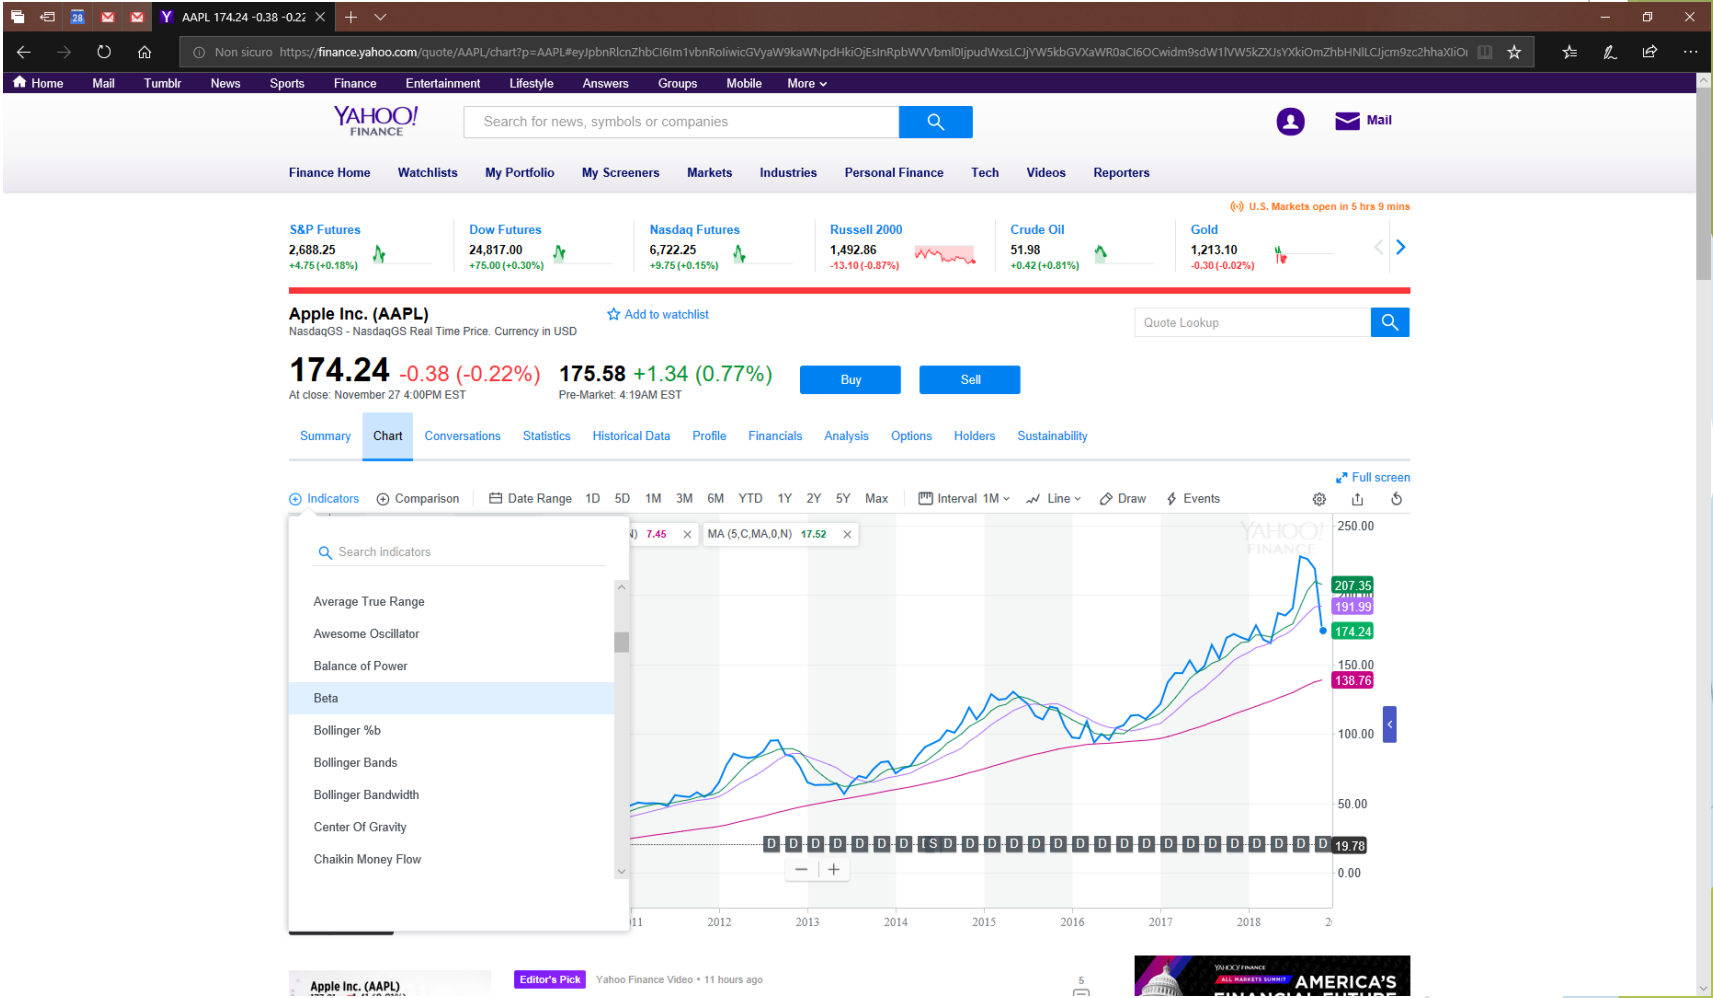 28
AAPL 174.24 -0.38 -0.22
Non sicuro https://finance.yahoo.com/quote/AAPL/chart?p=AAPL
Home Mail Tumblr News Sports Finance Entertainment Lifestyle Answers Groups Mobile More
YAHOO!
FINANCE
Search for news, symbols or companies
Mail
Finance Home Watchlists My Portfolio My Screeners Markets Industries Personal Finance Tech Videos Reporters
U.S. Markets open in 5 hrs 9 mins
S&P Futures Dow Futures Nasdaq Futures Russell 2000 Crude Oil Gold
2,688.25 24,817.00 6,722.25 1,492.86 51.98 1,213.10
+4.75 (+0.18%) +75.00 (+0.30%) +9.75 (+0.15%) -13.10 (-0.87%) +0.42 (+0.81%) -0.30 (-0.02%)
Apple Inc. (AAPL) Add to watchlist
NasdaqGS - NasdaqGS Real Time Price. Currency in USD
Quote Lookup
174.24 -0.38 (-0.22%) 175.58 +1.34 (0.77%) Buy Sell
At close: November 27 4:00PM EST Pre-Market: 4:19AM EST
Summary Chart Conversations Statistics Historical Data Profile Financials Analysis Options Holders Sustainability
Full screen
Indicators Comparison Date Range 1D 5D 1M 3M 6M YTD 1Y 2Y 5Y Max Interval 1M Line Draw Events
N) 7.45 MA (5,C,MA,0,N) 17.52
YAHOO!
FINANCE
Search indicators
Average True Range
Awesome Oscillator
Balance of Power
Beta
Bollinger %b
Bollinger Bands
Bollinger Bandwidth
Center Of Gravity
Chaikin Money Flow
250.00
207.35
191.99
174.24
150.00
138.76
100.00
50.00
D D D D D D D S D D D D D D D D D D D D D D D D D D
19.78
0.00
11 2012 2013 2014 2015 2016 2017 2018 2
Apple Inc. (AAPL)
Editor's Pick Yahoo Finance Video • 11 hours ago
5
YAHOO! FINANCE
ALL MARKETS SUMMIT AMERICA'S
FINANCIAL FUTURE